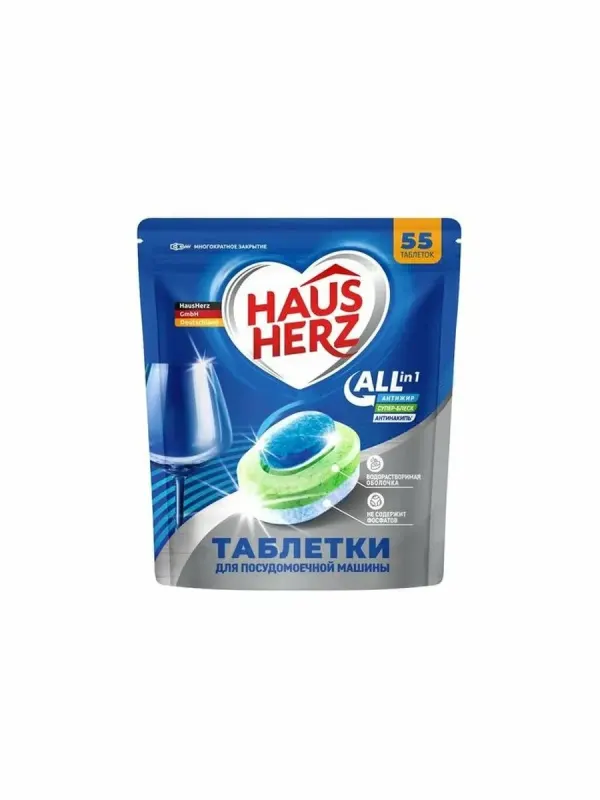 МНОГОКРАТНОЕ ЗАКРЫТИЕ
55
ТАБЛЕТОК
HausHerz
GmbH
Deutschland
HAUS
HERZ
ALL in 1
АНТИЖИР
СУПЕР-БЛЕСК
АНТИНАКИПЬ
ВОДОРАСТВОРИМАЯ
ОБОЛОЧКА
НЕ СОДЕРЖИТ
ФОСФАТОВ
ТАБЛЕТКИ
ДЛЯ ПОСУДОМОЕЧНОЙ МАШИНЫ